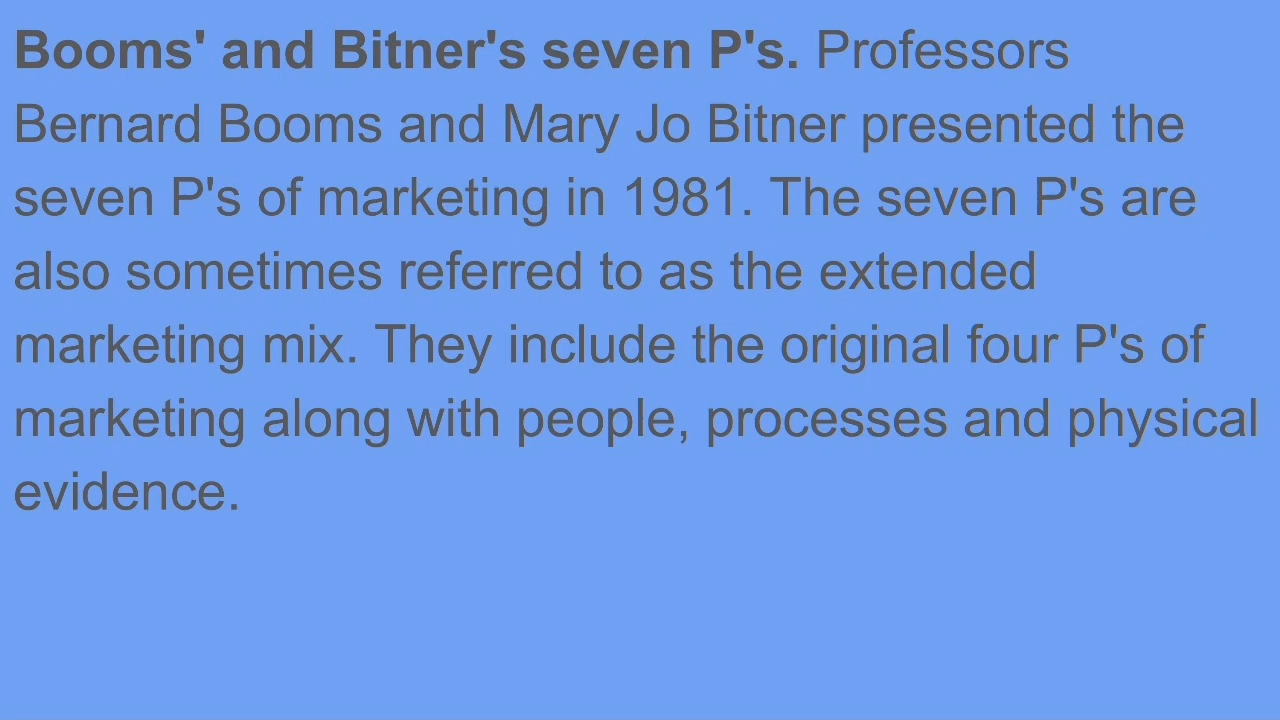 Booms' and Bitner's seven P's. Professors
Bernard Booms and Mary Jo Bitner presented the
seven P's of marketing in 1981. The seven P's are
also sometimes referred to as the extended
marketing mix. They include the original four P's of
marketing along with people, processes and physical
evidence.